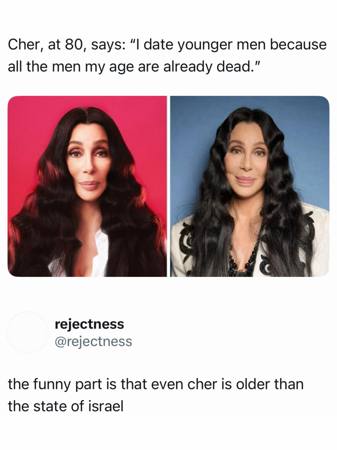 Cher, at 80, says: “I date younger men because
all the men my age are already dead.”
rejectness
@rejectness
the funny part is that even cher is older than
the state of israel